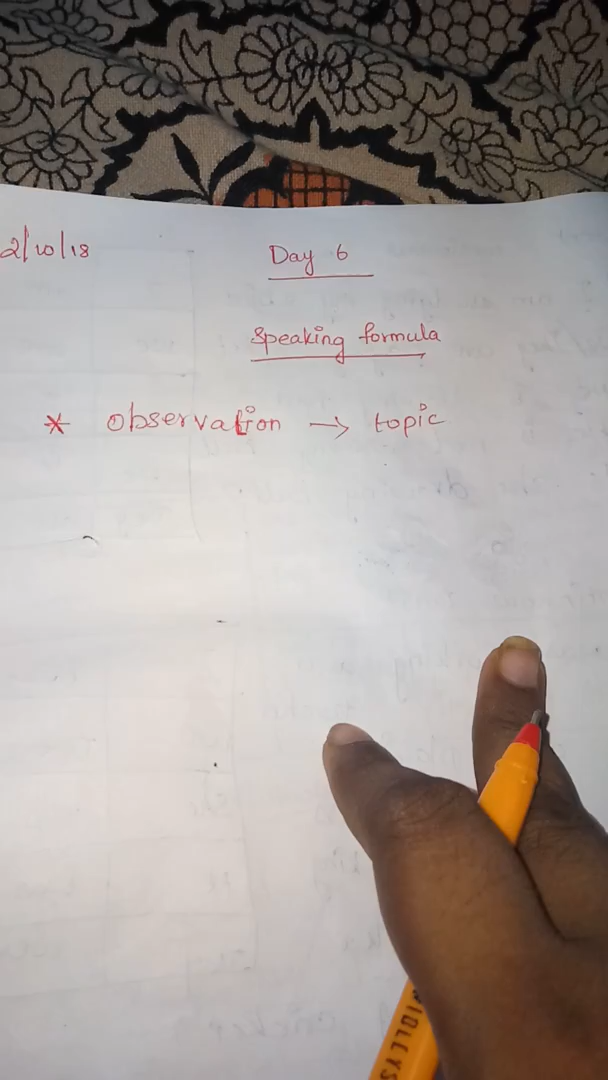 2/10/18
Day 6
Speaking formula
* observation → topic